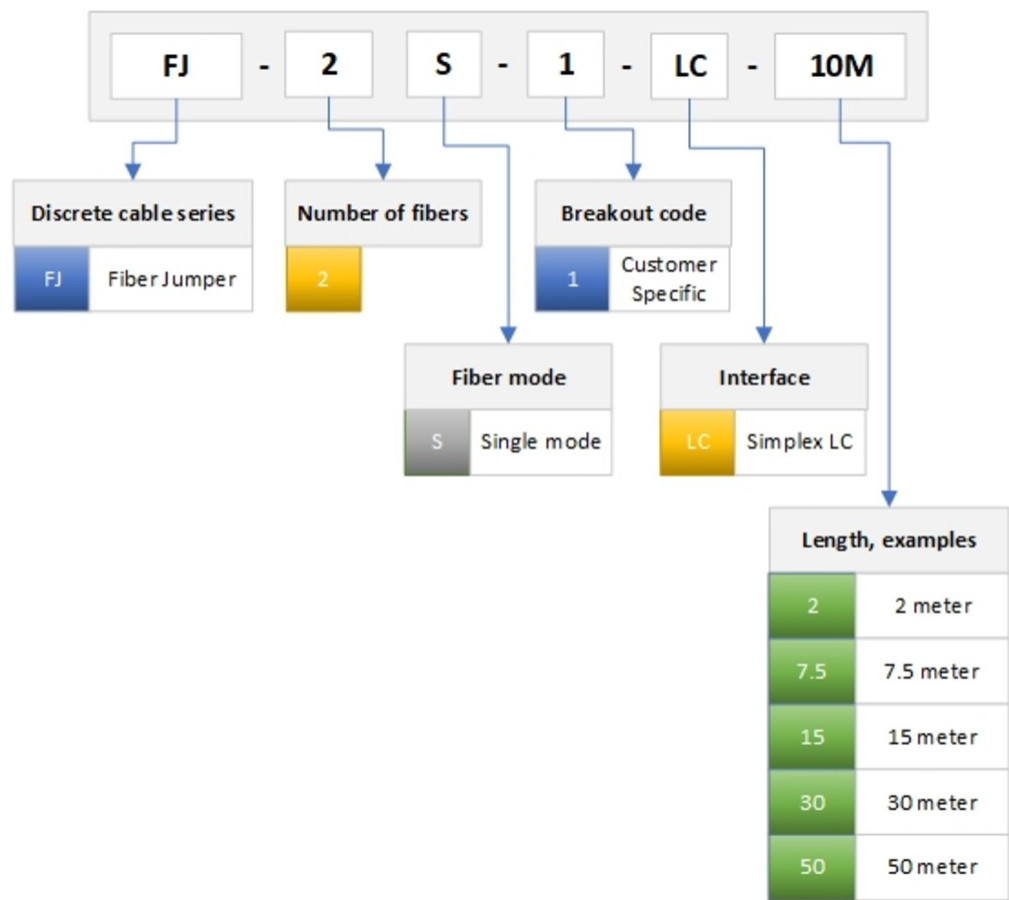 FJ - 2 S - 1 - LC - 10M
Discrete cable series
FJ Fiber Jumper
Number of fibers
2
Breakout code
1 Customer
Specific
Fiber mode
S Single mode
Interface
LC Simplex LC
Length, examples
2 2 meter
7.5 7.5 meter
15 15 meter
30 30 meter
50 50 meter